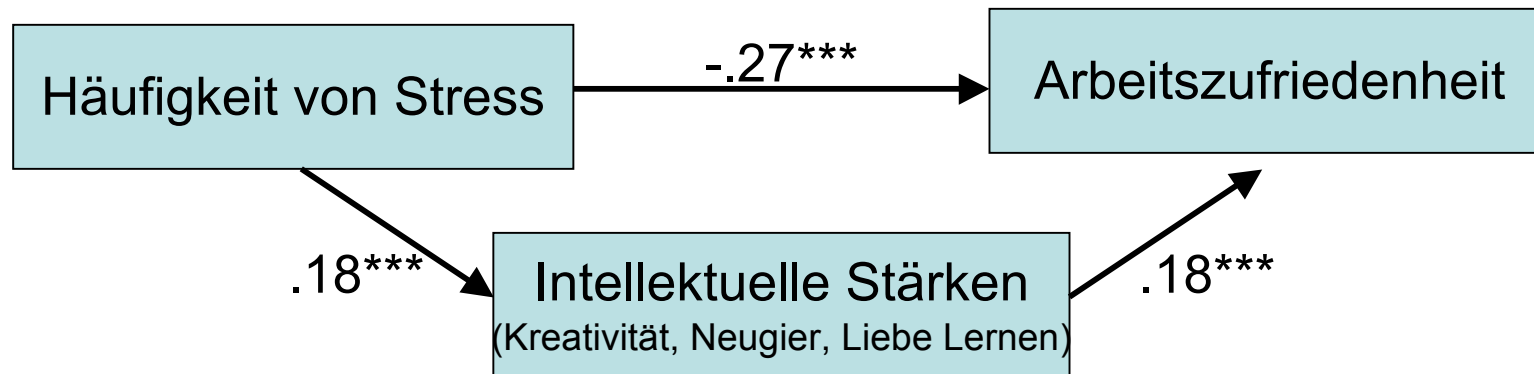 Häufigkeit von Stress
-.27***
Arbeitszufriedenheit
.18***
Intellektuelle Stärken
(Kreativität, Neugier, Liebe Lernen)
.18***